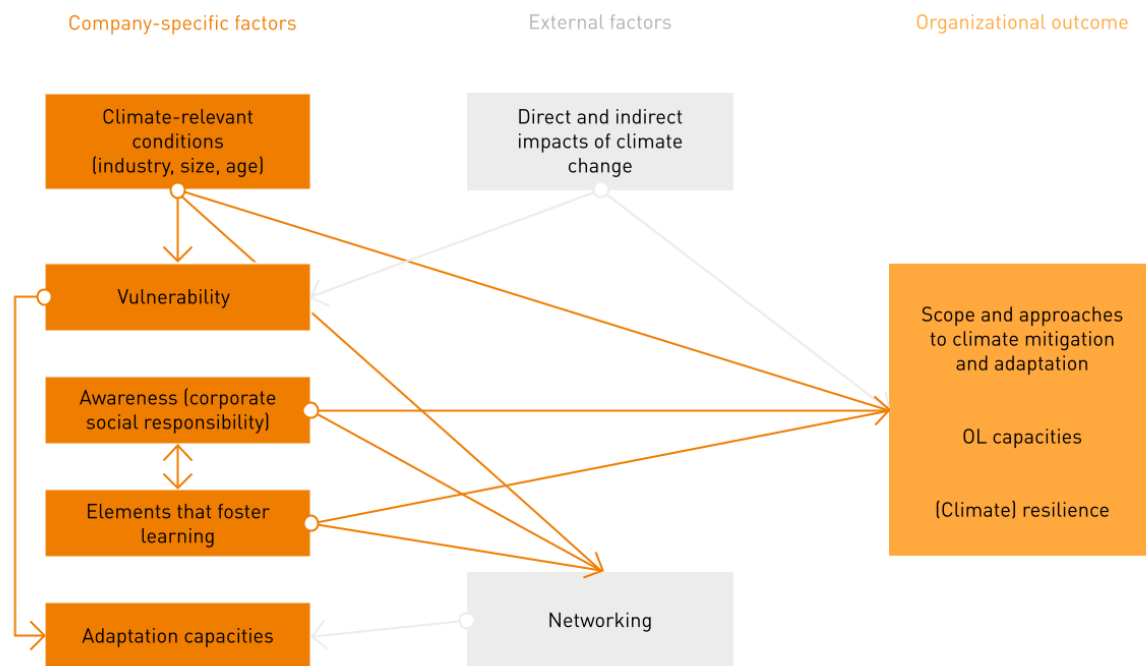 Company-specific factors
External factors
Organizational outcome
Climate-relevant
conditions
(industry, size, age)
Direct and indirect
impacts of climate
change
Vulnerability
Scope and approaches
to climate mitigation
and adaptation
OL capacities
(Climate) resilience
Awareness (corporate
social responsibility)
Elements that foster
learning
Adaptation capacities
Networking